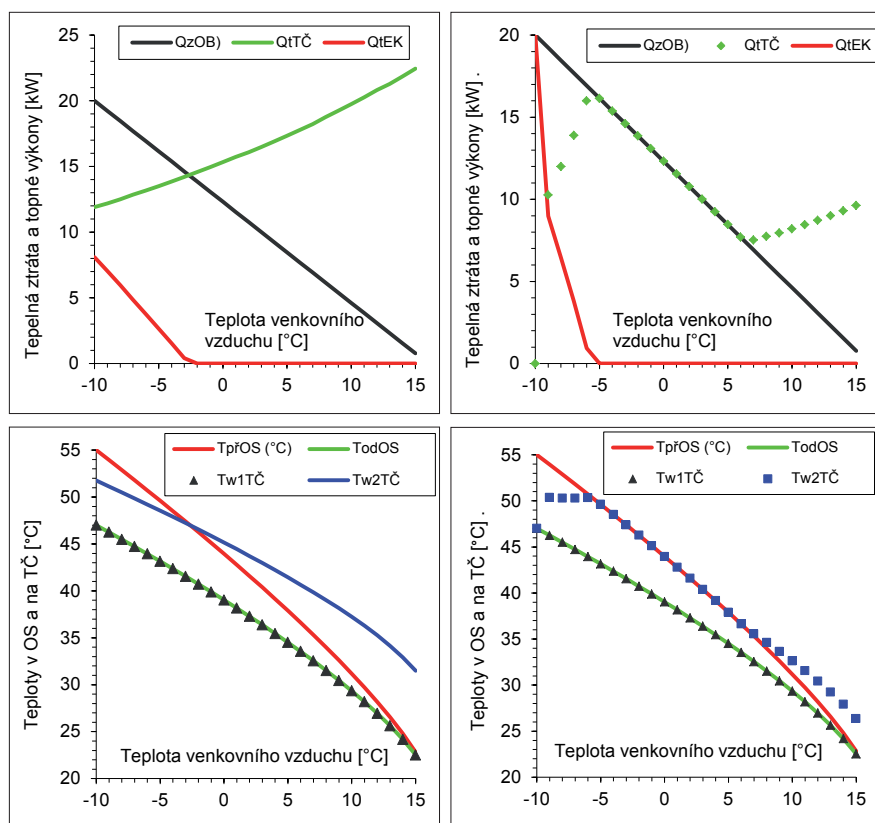 25
QzOB) QtTČ QtEK
20
15
10
5
0
-10 -5 0 5 10 15
Tepelná ztráta a topné výkony [kW]
Teplota venkovního
vzduchu [°C]
20
QzOB) QtTČ QtEK
16
12
8
4
0
-10 -5 0 5 10 15
Tepelná ztráta a topné výkony [kW] .
Teplota venkovního
vzduchu [°C]
55
TpřOS (°C) TodOS
Tw1TČ Tw2TČ
50
45
40
35
30
25
20
-10 -5 0 5 10 15
Teploty v OS a na TČ [°C]
Teplota venkovního vzduchu [°C]
55
TpřOS (°C) TodOS
Tw1TČ Tw2TČ
50
45
40
35
30
25
20
-10 -5 0 5 10 15
Teploty v OS a na TČ [°C] .
Teplota venkovního vzduchu [°C]